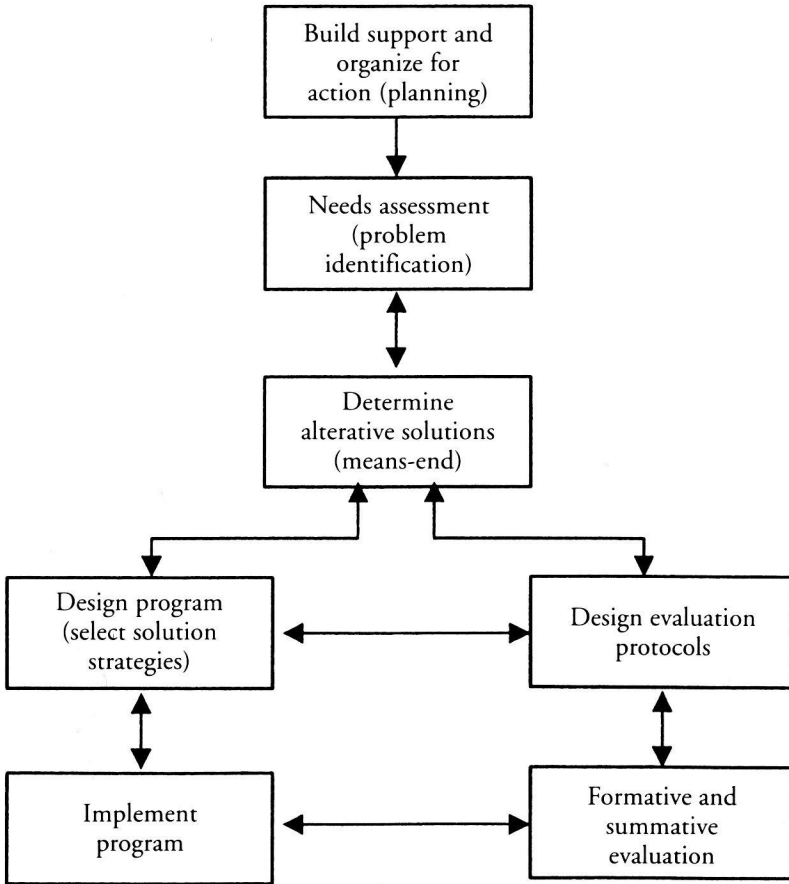 Build support and
organize for
action (planning)
Needs assessment
(problem
identification)
Determine
alterative solutions
(means-end)
Design program
(select solution
strategies)
Design evaluation
protocols
Implement
program
Formative and
summative
evaluation